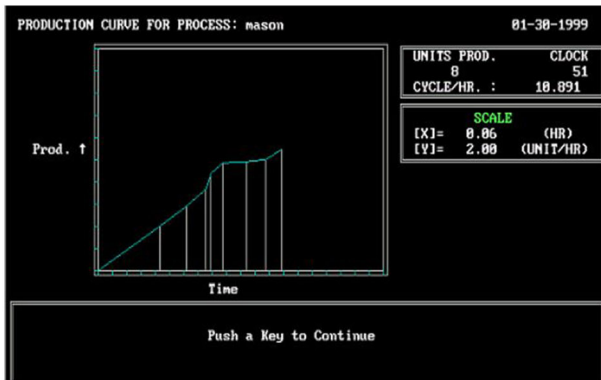 PRODUCTION CURVE FOR PROCESS: mason 01-30-1999
UNITS PROD. CLOCK
8 51
CYCLE/HR. : 10.891
SCALE
[X]= 0.06 (HR)
[Y]= 2.00 (UNIT/HR)
Prod. ↑
Time
Push a Key to Continue